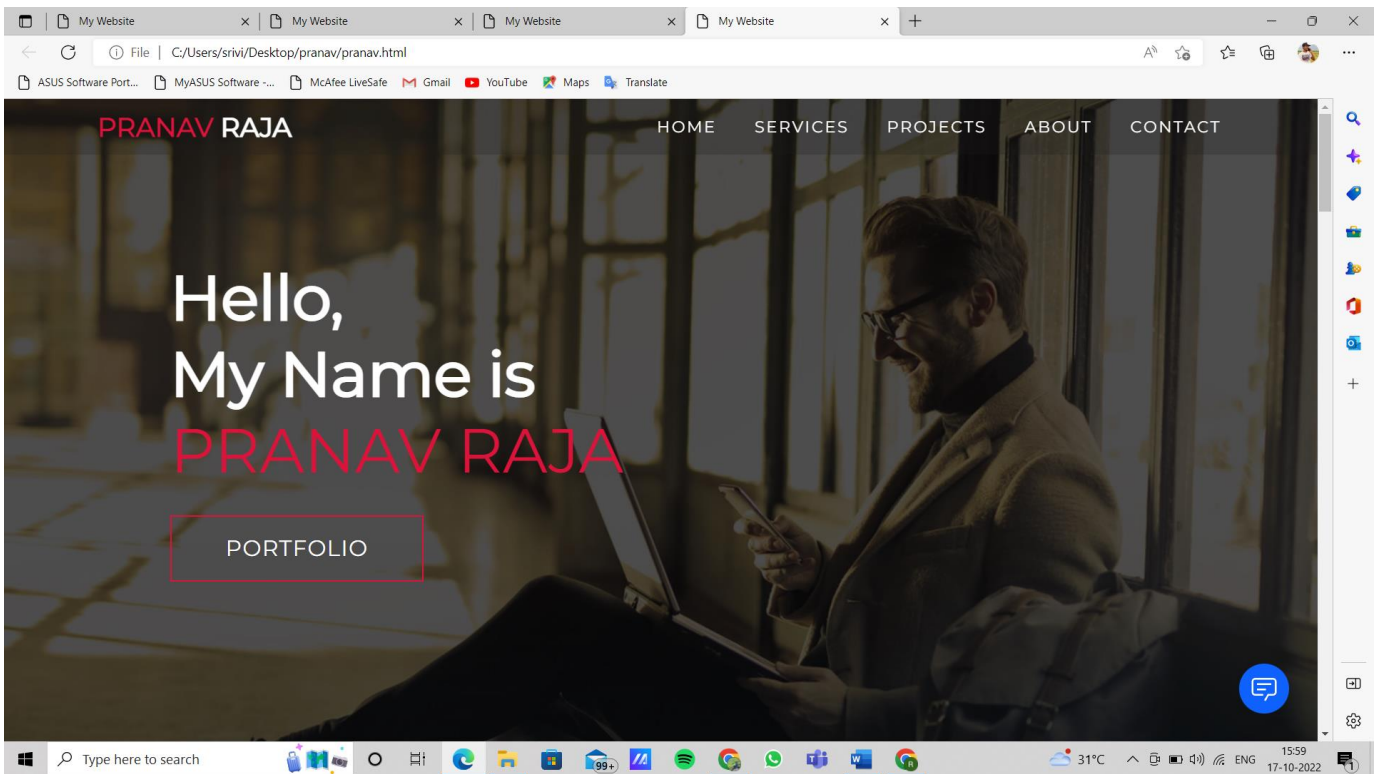 My Website
My Website
My Website
My Website
File | C:/Users/srivi/Desktop/pranav/pranav.html
ASUS Software Port... MyASUS Software -... McAfee LiveSafe Gmail YouTube Maps Translate
PRANAV RAJA HOME SERVICES PROJECTS ABOUT CONTACT
Hello,
My Name is
PRANAV RAJA
PORTFOLIO
Type here to search 99+ 31°C ENG 15:59
17-10-2022 1